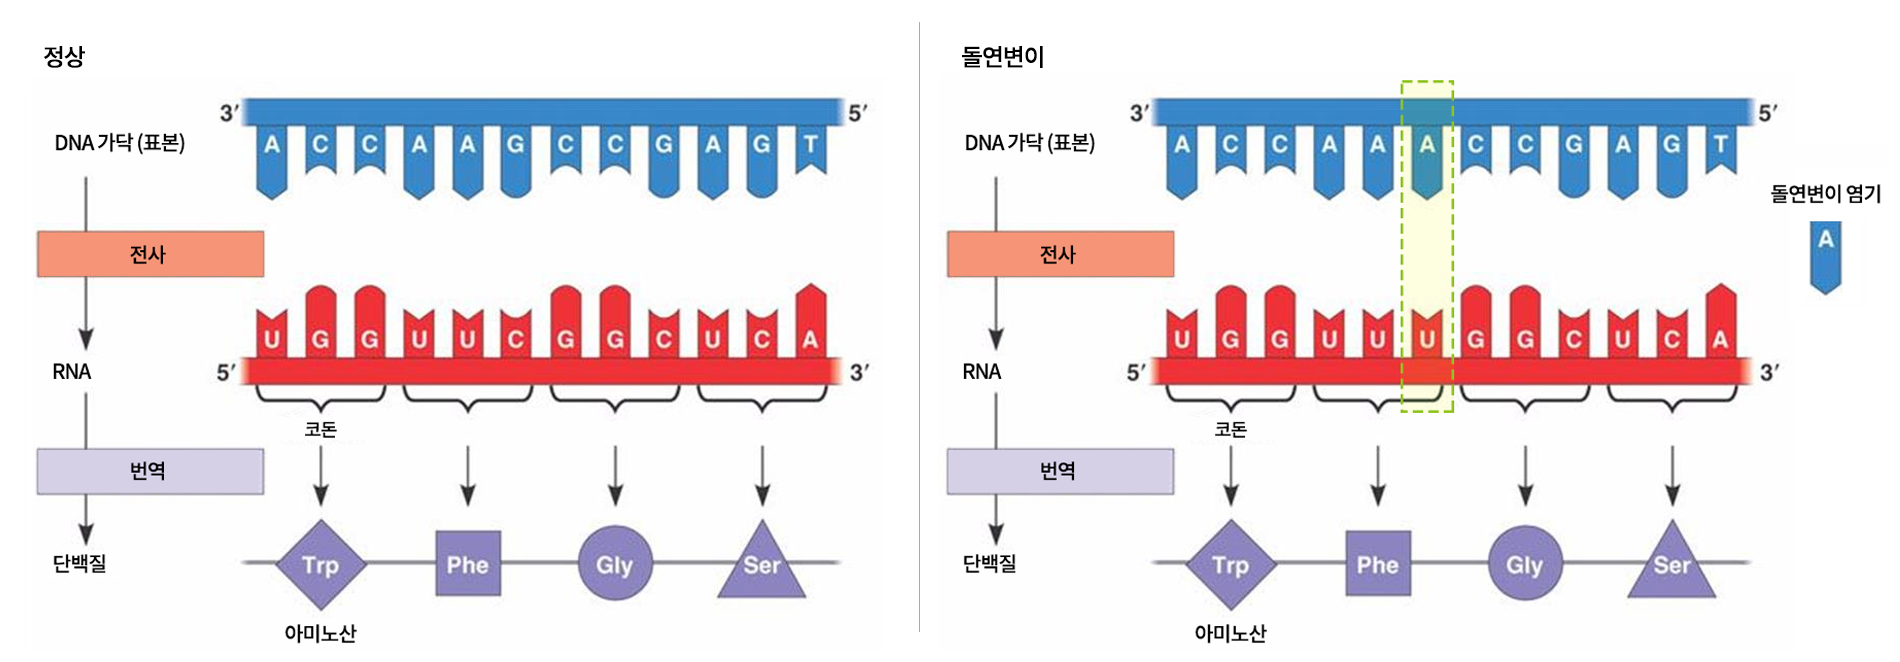 정상
3′ 5′
DNA 가닥 (표본)
A C C A A G C C G A G T
전사
U G G U U C G G C U C A
RNA
5′ 3′
코돈
번역
단백질
Trp Phe Gly Ser
아미노산
돌연변이
3′ 5′
DNA 가닥 (표본)
A C C A A A C C G A G T
돌연변이 염기
A
전사
U G G U U U G G C U C A
RNA
5′ 3′
코돈
번역
단백질
Trp Phe Gly Ser
아미노산